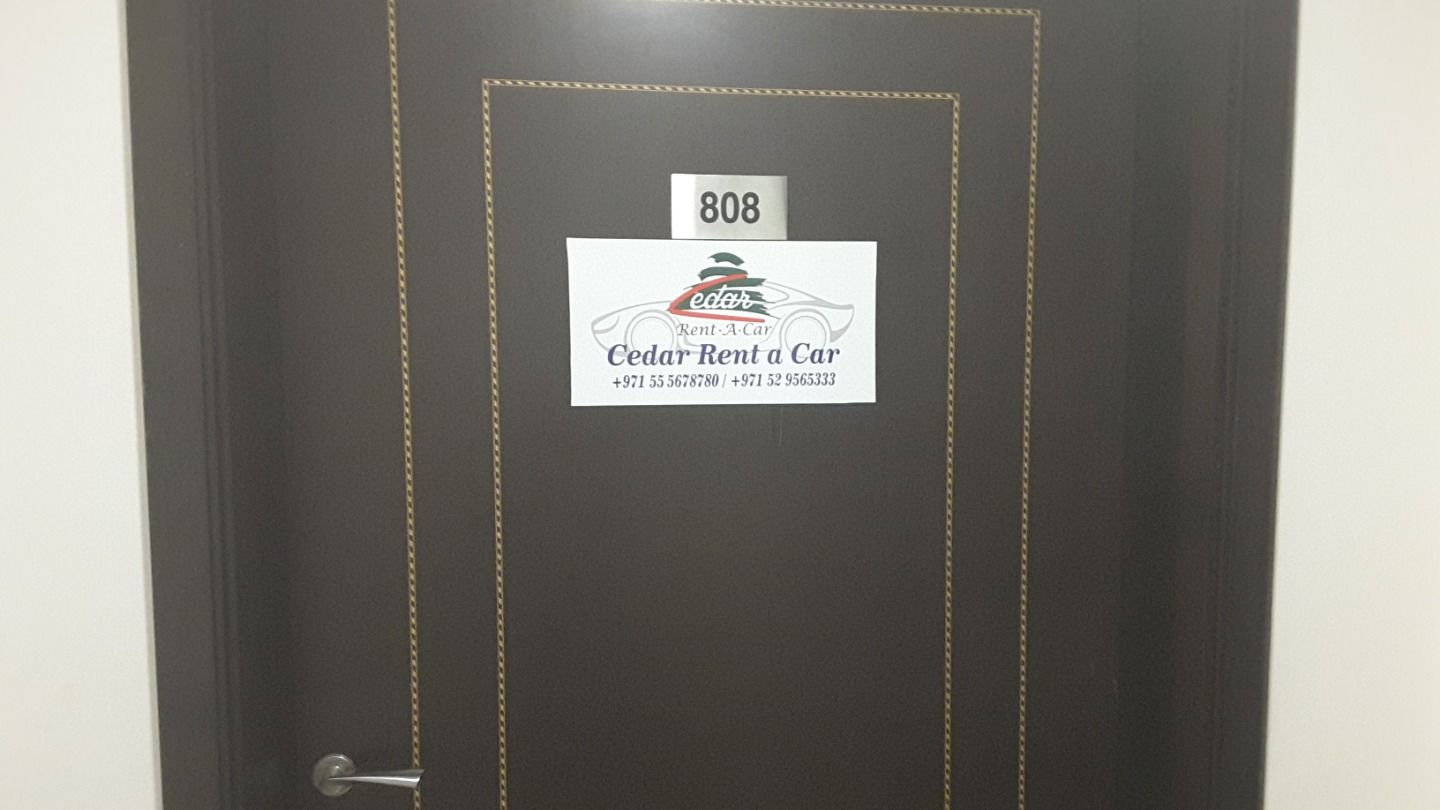 808
Cedar
Rent·A·Car
Cedar Rent a Car
+971 55 5678780 / +971 52 9565333